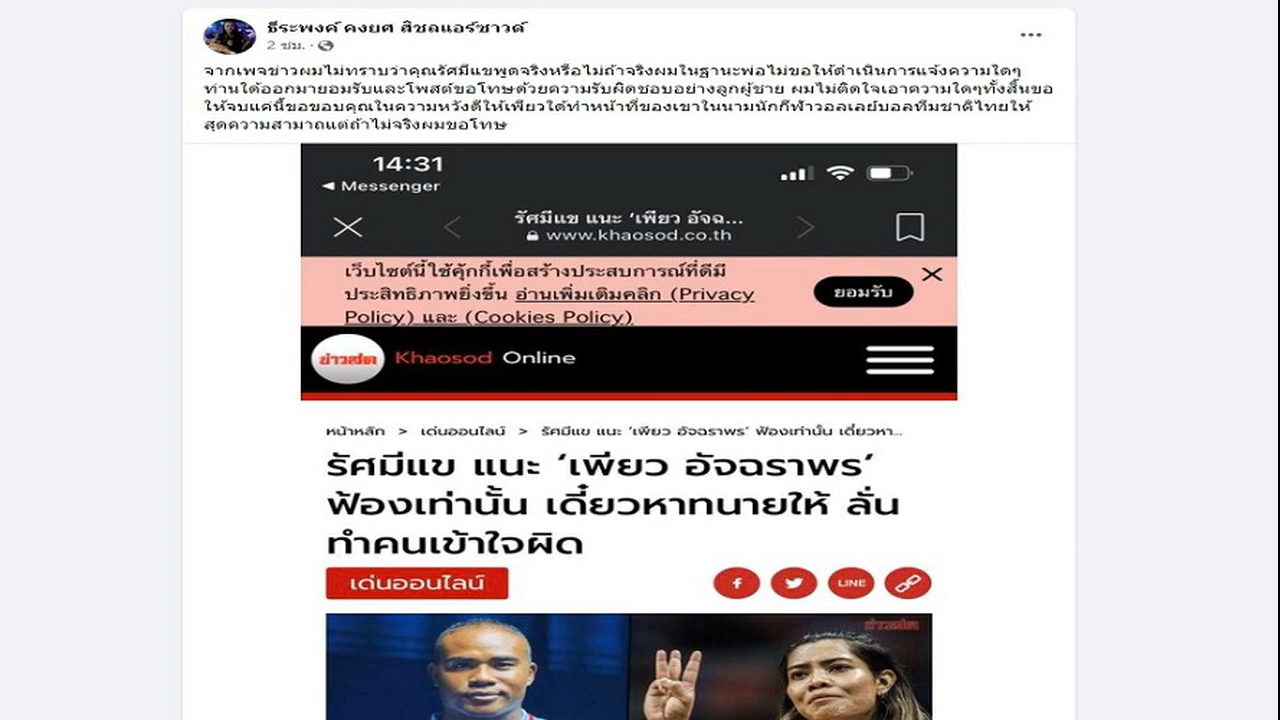 ธีระพงศ์ คงยศ สิชลแอร์ซาวด์
2 ชม. ·
จากเพจข่าวผมไม่ทราบว่าคุณรัศมีแขพูดจริงหรือไม่ถ้าจริงผมในฐานะพ่อไม่ขอให้ดำเนินการแจ้งความใดๆ
ท่านได้ออกมายอมรับและโพสต์ขอโทษด้วยความรับผิดชอบอย่างลูกผู้ชาย ผมไม่ติดใจเอาความใดๆทั้งสิ้นขอ
ให้จบแค่นี้ขอขอบคุณในความหวังดีให้เพียวได้ทำหน้าที่ของเขาในนามนักกีฬาวอลเลย์บอลทีมชาติไทยให้
สุดความสามาถแต่ถ้าไม่จริงผมขอโทษ
14:31
◄ Messenger
รัศมีแข แนะ ‘เพียว อัจฉ...
www.khaosod.co.th
เว็บไซต์นี้ใช้คุ้กกี้เพื่อสร้างประสบการณ์ที่ดีมี
ประสิทธิภาพยิ่งขึ้น อ่านเพิ่มเติมคลิก (Privacy
Policy) และ (Cookies Policy)
ยอมรับ
ข่าวสด Khaosod Online
หน้าหลัก > เด่นออนไลน์ > รัศมีแข แนะ ‘เพียว อัจฉราพร’ ฟ้องเท่านั้น เดี๋ยวหา...
รัศมีแข แนะ ‘เพียว อัจฉราพร’
ฟ้องเท่านั้น เดี๋ยวหาทนายให้ ลั่น
ทำคนเข้าใจผิด
เด่นออนไลน์
LINE
ข่าวสด